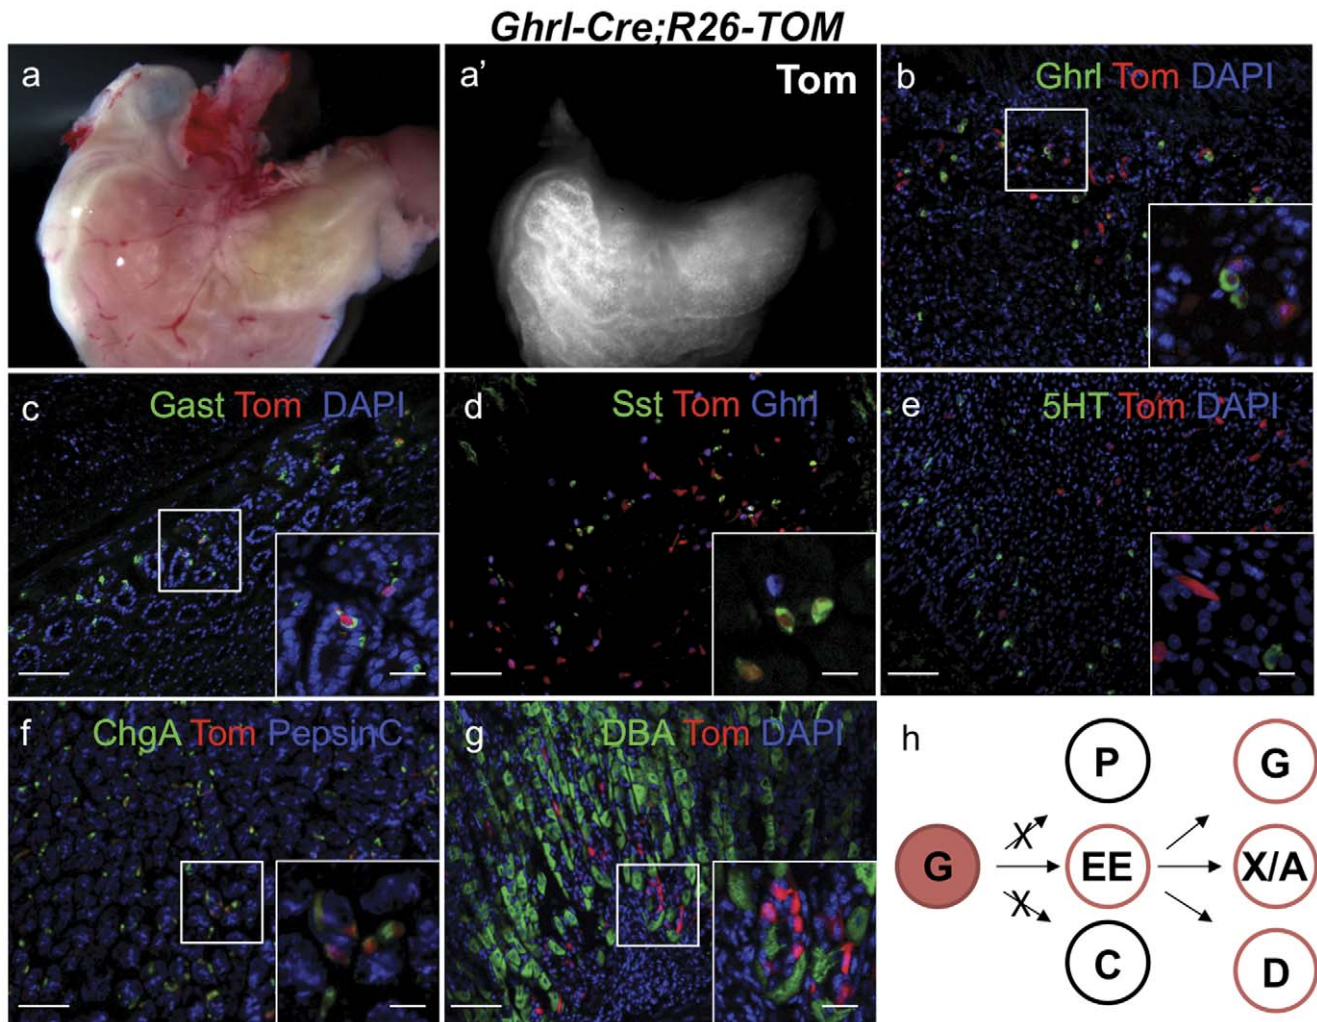 Ghrl-Cre;R26-TOM
a
a' Tom
b Ghrl Tom DAPI
c Gast Tom DAPI
d Sst Tom Ghrl
e 5HT Tom DAPI
f ChgA Tom PepsinC
g DBA Tom DAPI
h
P G
X
G EE X/A
X
C D